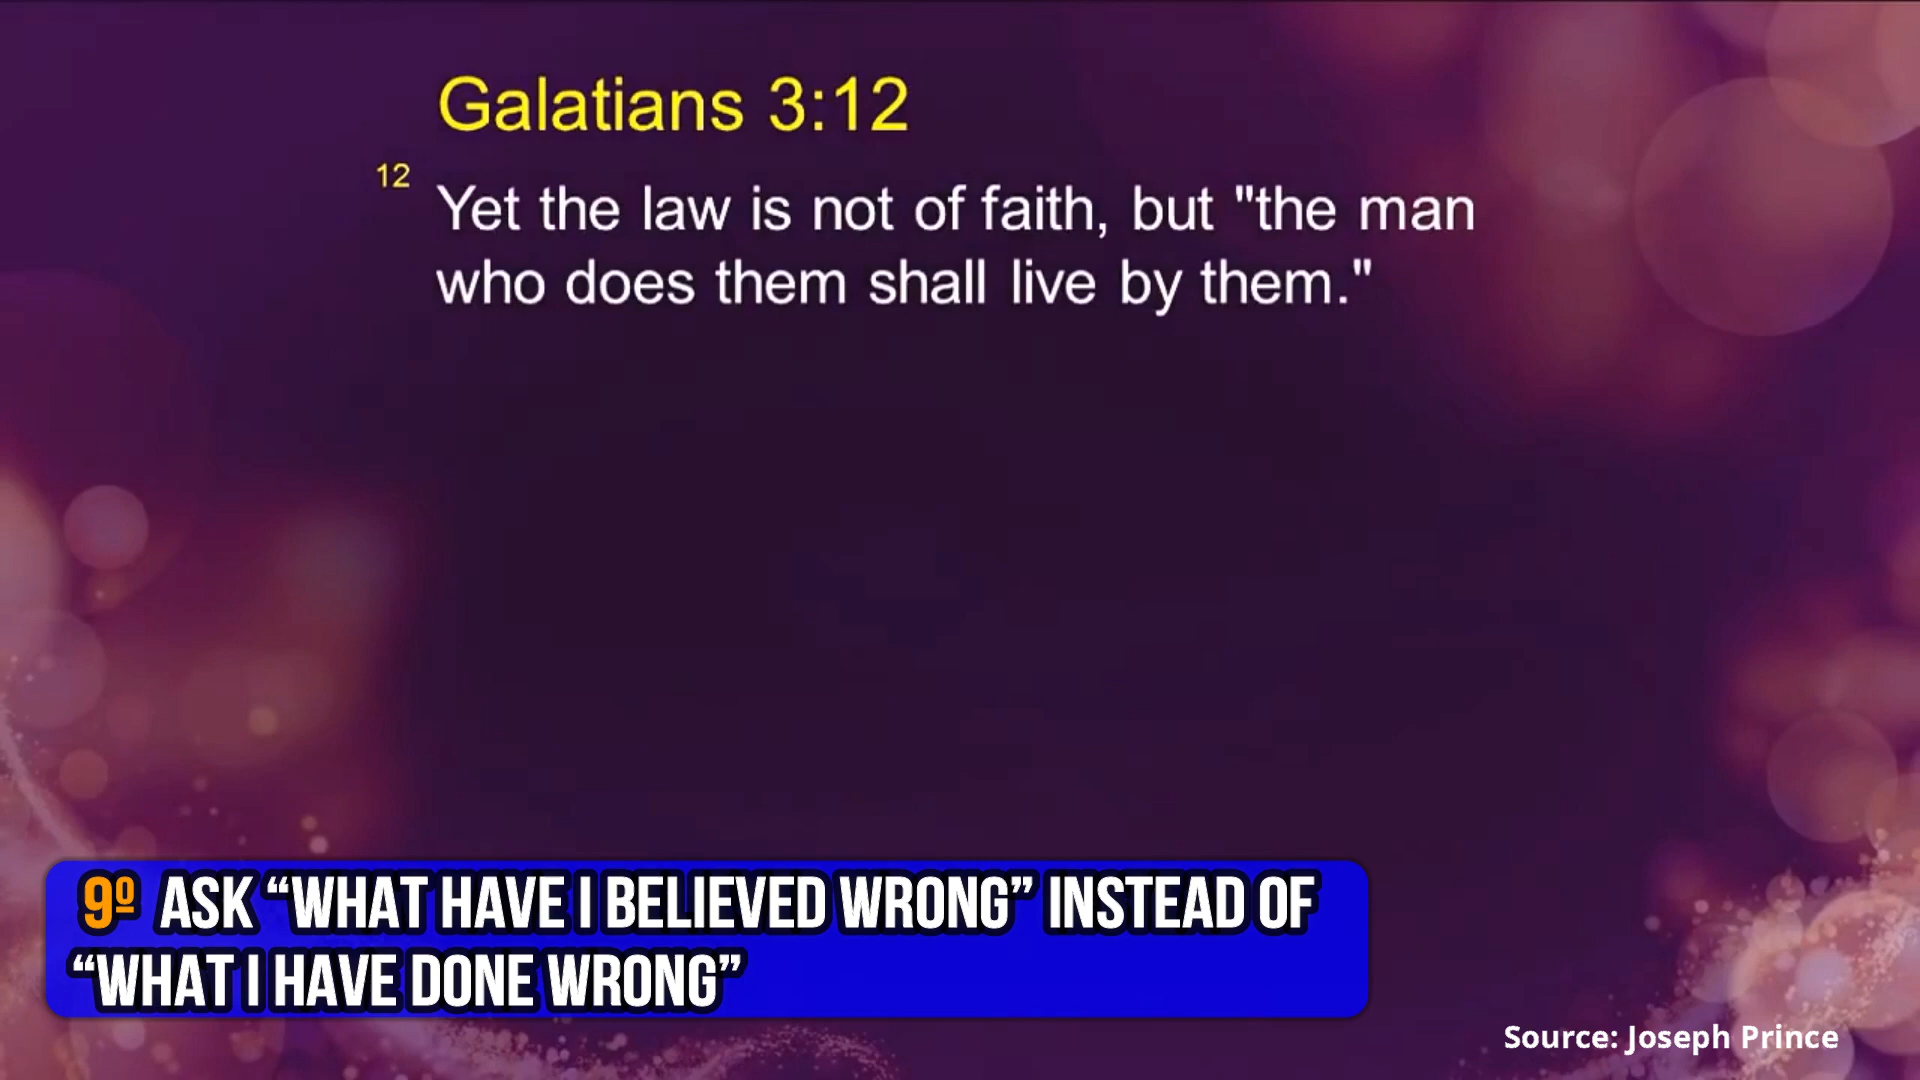 Galatians 3:12
12
Yet the law is not of faith, but "the man
who does them shall live by them."
9º ASK “WHAT HAVE I BELIEVED WRONG” INSTEAD OF
“WHAT I HAVE DONE WRONG”
Source: Joseph Prince